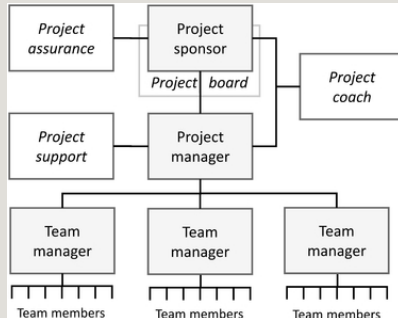 Project
assurance
Project
sponsor
Project board
Project
coach
Project
support
Project
manager
Team
manager
Team
manager
Team
manager
Team members
Team members
Team members